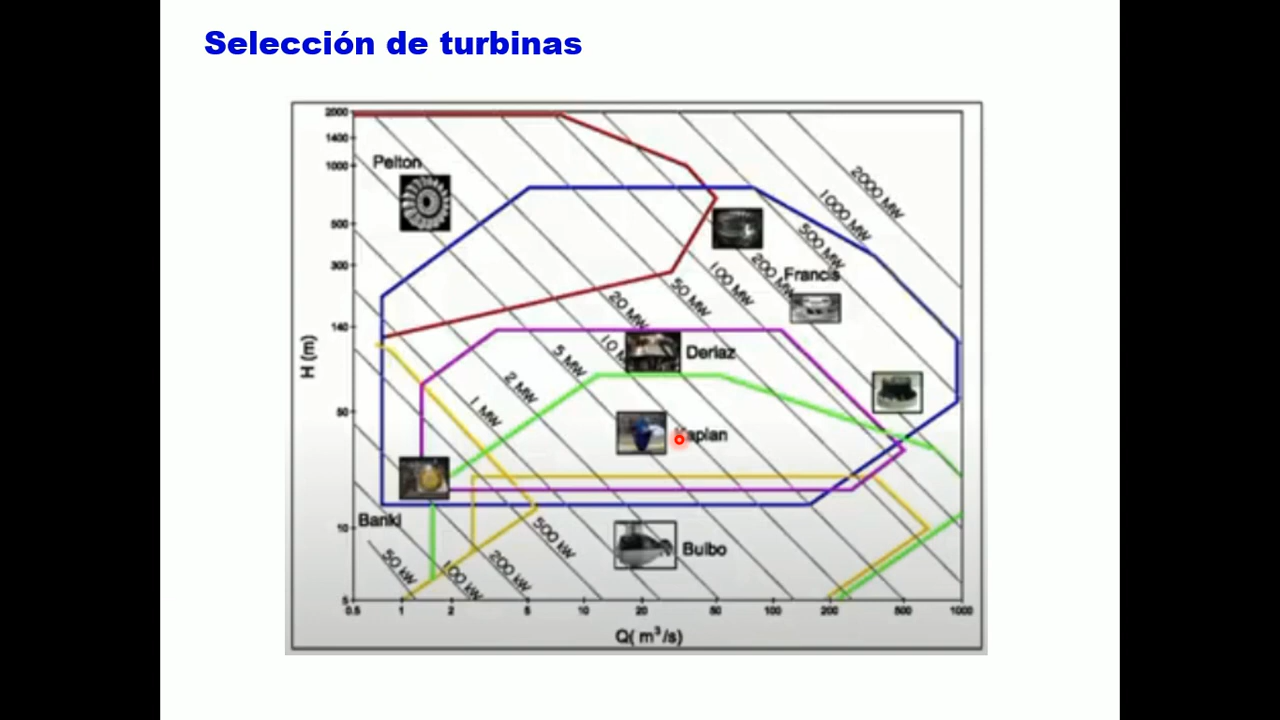 Selección de turbinas
2000
1400
1000
500
300
140
50
10
5
H (m)
Pelton
2000 MW
1000 MW
500 MW
200 MW
100 MW
50 MW
20 MW
5 MW
2 MW
1 MW
500 kW
200 kW
100 kW
50 kW
Francis
Deriaz
Banki
Bulbo
0.5 1 2 5 10 20 50 100 200 500 1000
Q( m³/s)